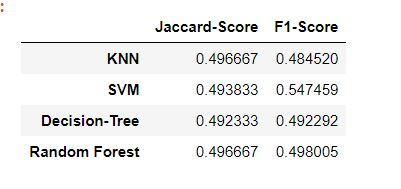 :
Jaccard-Score F1-Score
KNN 0.496667 0.484520
SVM 0.493833 0.547459
Decision-Tree 0.492333 0.492292
Random Forest 0.496667 0.498005